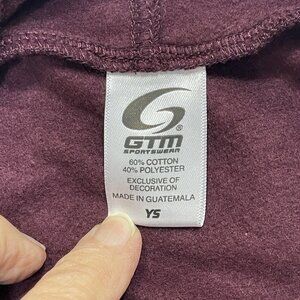 GTM
®
SPORTSWEAR
60% COTTON
40% POLYESTER
EXCLUSIVE OF
DECORATION
MADE IN GUATEMALA
YS